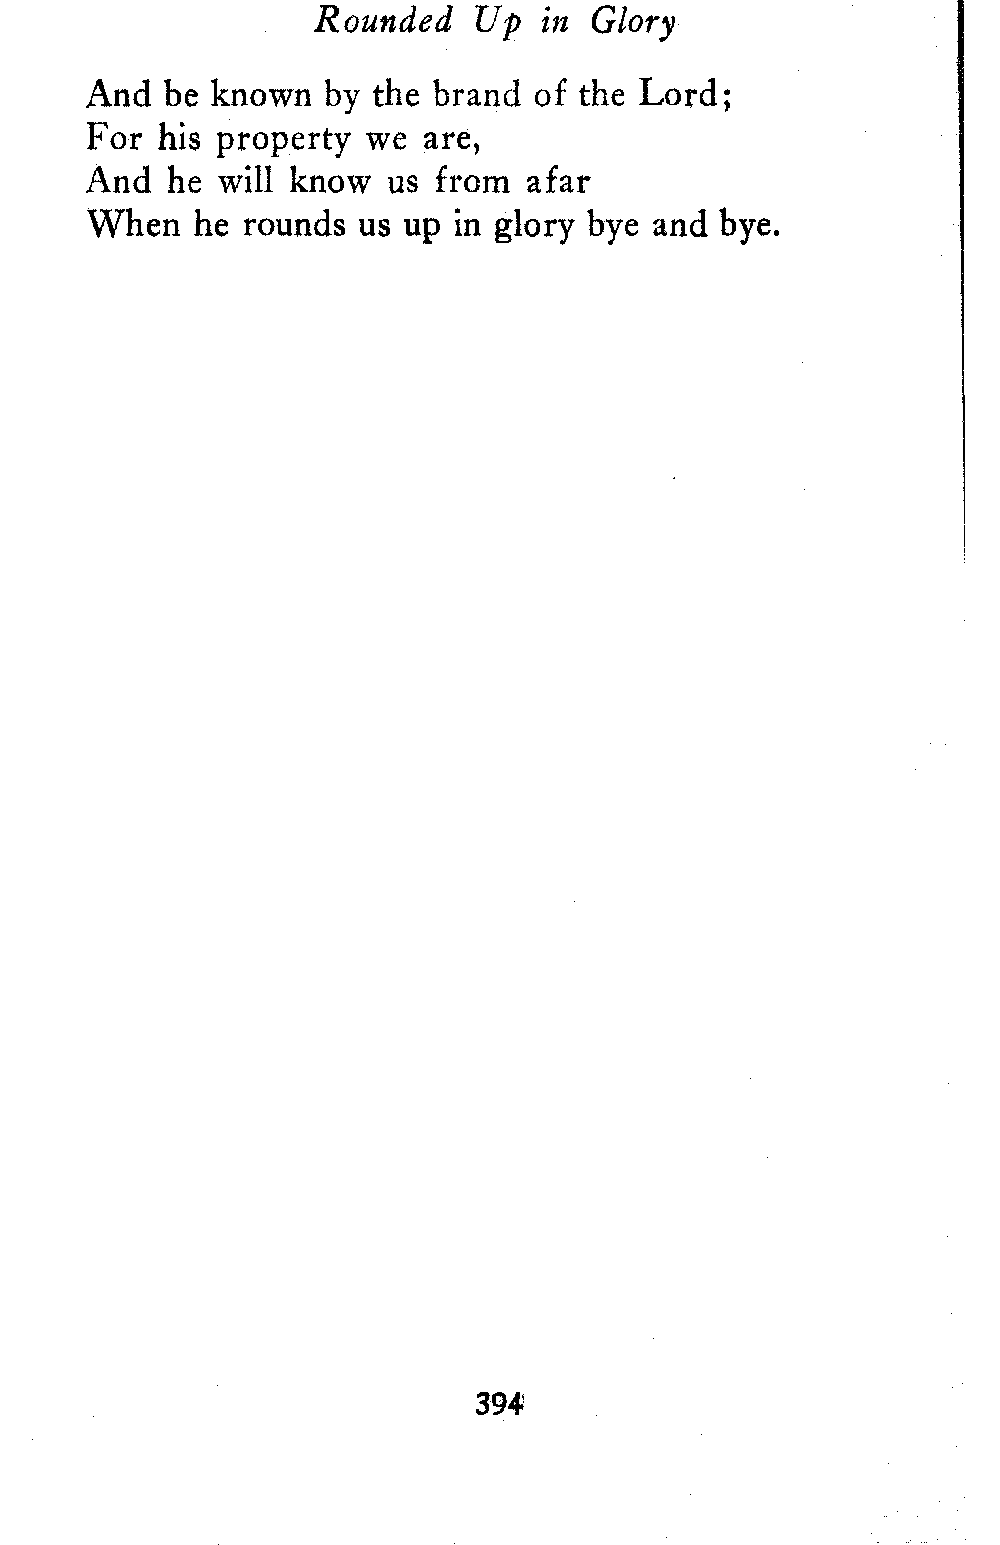 Rounded Up in Glory
And be known by the brand of the Lord;
For his property we are,
And he will know us from afar
When he rounds us up in glory bye and bye.
394